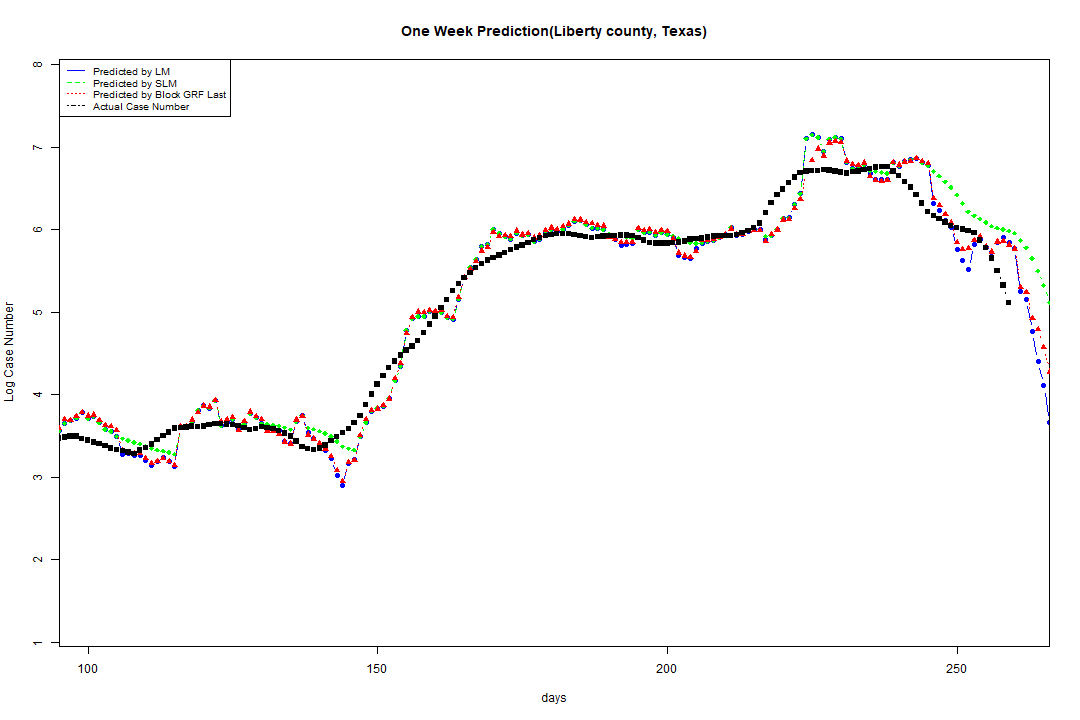 One Week Prediction(Liberty county, Texas)
Predicted by LM
Predicted by SLM
Predicted by Block GRF Last
Actual Case Number
8
7
6
5
4
3
2
1
Log Case Number
100 150 200 250
days